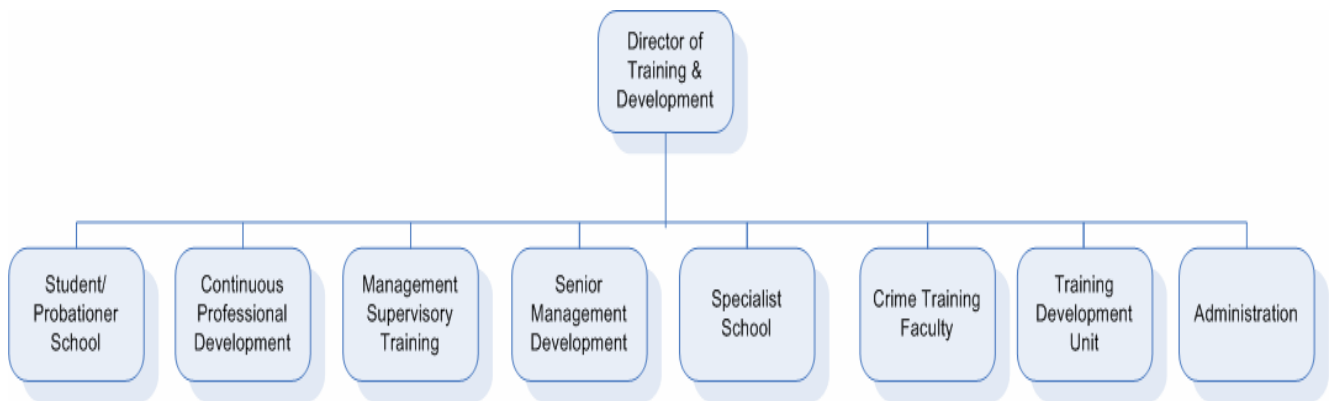 Director of
Training &
Development
Student/
Probationer
School
Continuous
Professional
Development
Management
Supervisory
Training
Senior
Management
Development
Specialist
School
Crime Training
Faculty
Training
Development
Unit
Administration